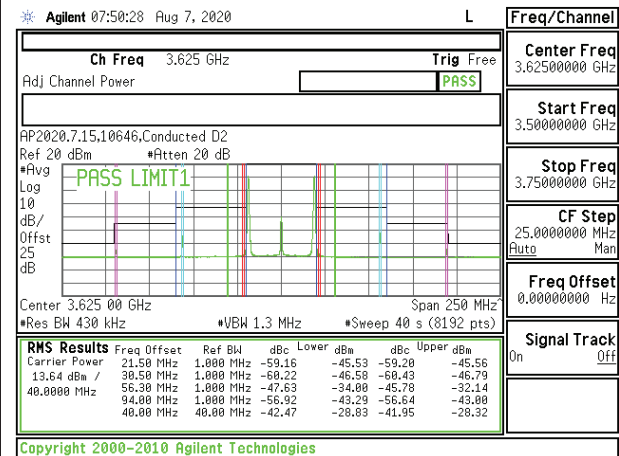 Agilent 07:50:28 Aug 7, 2020 L
Freq/Channel
Ch Freq 3.625 GHz Trig Free
Adj Channel Power PASS
Center Freq
3.62500000 GHz
Start Freq
3.50000000 GHz
Stop Freq
3.75000000 GHz
CF Step
25.0000000 MHz
Auto Man
Freq Offset
0.00000000 Hz
Signal Track
On Off
AP2020.7.15,10646,Conducted D2
Ref 20 dBm #Atten 20 dB
#Avg
Log
10
dB/
Offst
25
dB
PASS LIMIT1
Center 3.625 00 GHz Span 250 MHz^
#Res BW 430 kHz #VBW 1.3 MHz #Sweep 40 s (8192 pts)
RMS Results Freq Offset Ref BW dBc Lower dBm dBc Upper dBm
Carrier Power 21.50 MHz 1.000 MHz -59.16 -45.53 -59.20 -45.56
13.64 dBm / 30.50 MHz 1.000 MHz -60.22 -46.58 -60.43 -46.79
40.0000 MHz 56.30 MHz 1.000 MHz -47.63 -34.00 -45.78 -32.14
94.00 MHz 1.000 MHz -56.92 -43.29 -56.64 -43.00
40.00 MHz 40.00 MHz -42.47 -28.83 -41.95 -28.32
Copyright 2000-2010 Agilent Technologies